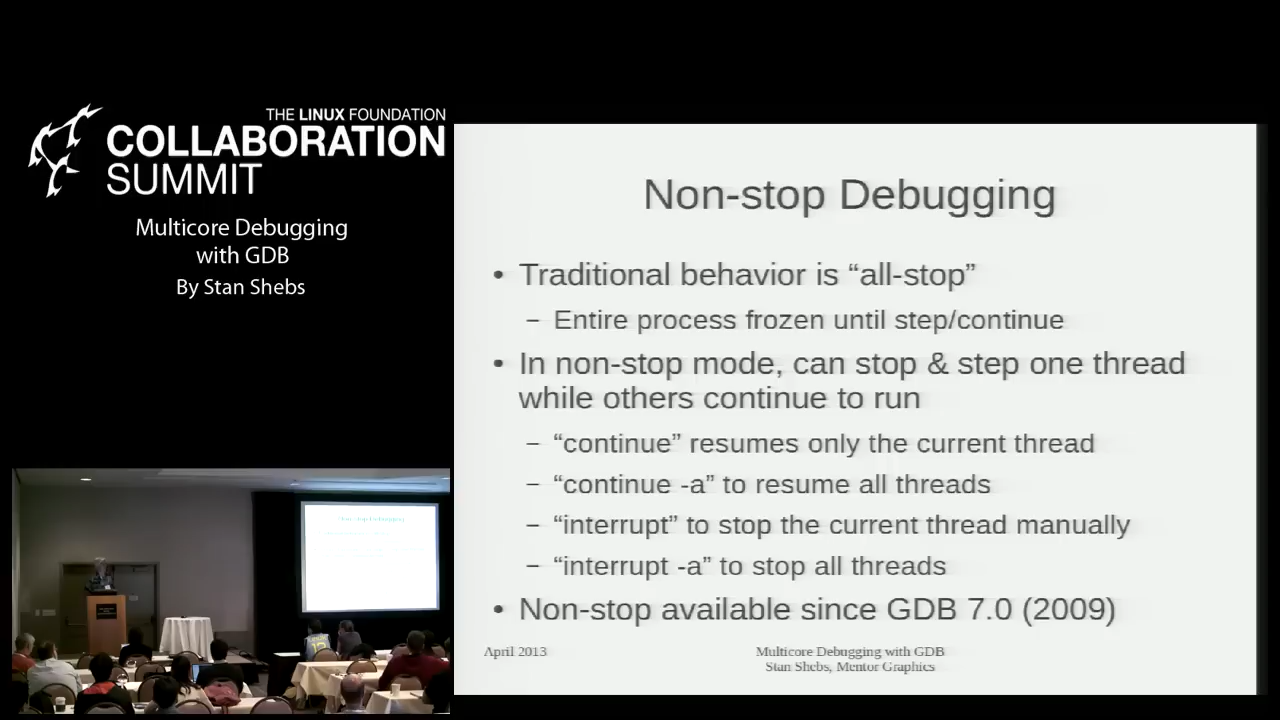 THE LINUX FOUNDATION
COLLABORATION
SUMMIT
Multicore Debugging
with GDB
By Stan Shebs
Non-stop Debugging
• Traditional behavior is “all-stop”
– Entire process frozen until step/continue
• In non-stop mode, can stop & step one thread
while others continue to run
– “continue” resumes only the current thread
– “continue -a” to resume all threads
– “interrupt” to stop the current thread manually
– “interrupt -a” to stop all threads
• Non-stop available since GDB 7.0 (2009)
April 2013
Multicore Debugging with GDB
Stan Shebs, Mentor Graphics
Non-stop Debugging